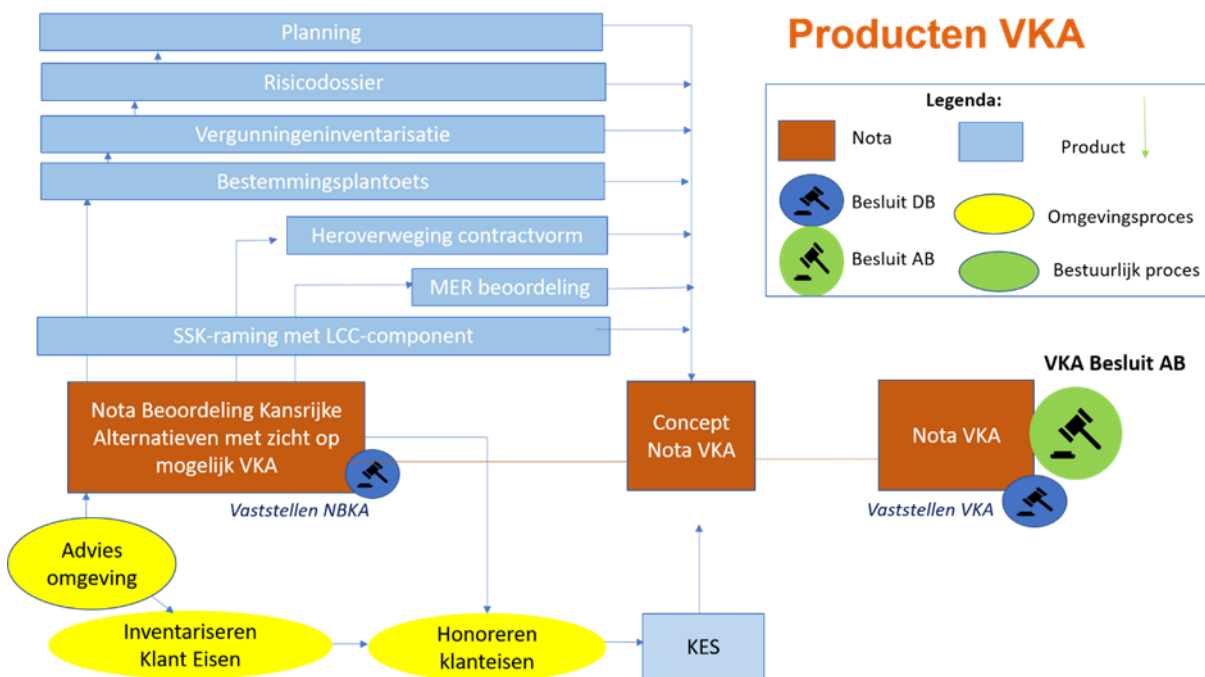 Producten VKA
Planning
Risicodossier
Vergunningeninventarisatie
Bestemmingsplantoets
Heroverweging contractvorm
MER beoordeling
SSK-raming met LCC-component
Legenda:
Nota
Product
Besluit DB
Omgevingsproces
Besluit AB
Bestuurlijk proces
VKA Besluit AB
Nota Beoordeling Kansrijke
Alternatieven met zicht op
mogelijk VKA
Concept
Nota VKA
Nota VKA
Vaststellen NBKA
Vaststellen VKA
Advies
omgeving
Inventariseren
Klant Eisen
Honoreren
klanteisen
KES